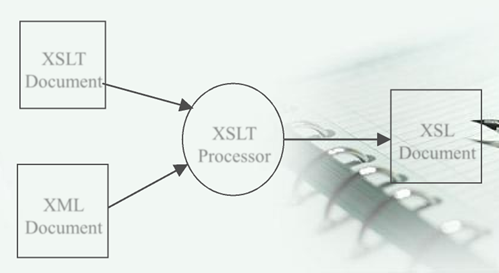 XSLT
Document
XML
Document
XSLT
Processor
XSL
Document